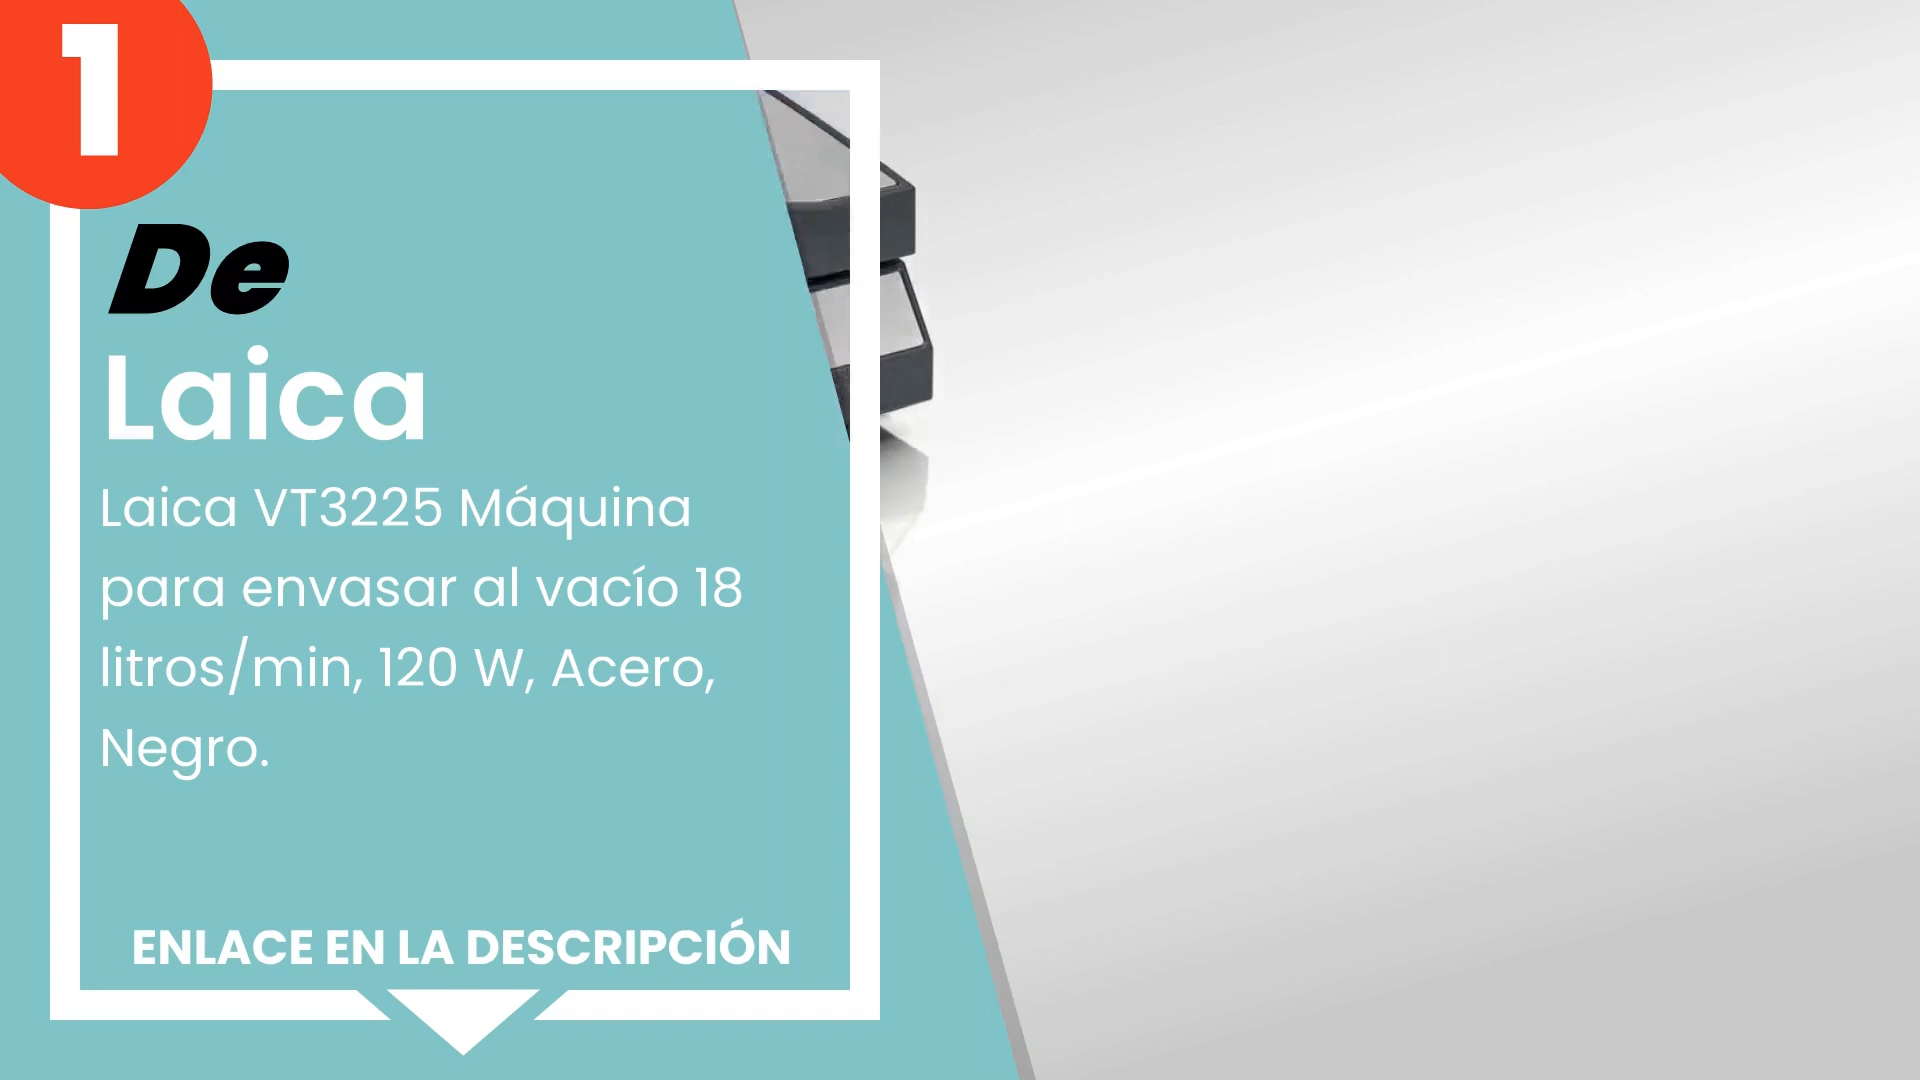 1
De
Laica
Laica VT3225 Máquina
para envasar al vacío 18
litros/min, 120 W, Acero,
Negro.
ENLACE EN LA DESCRIPCIÓN